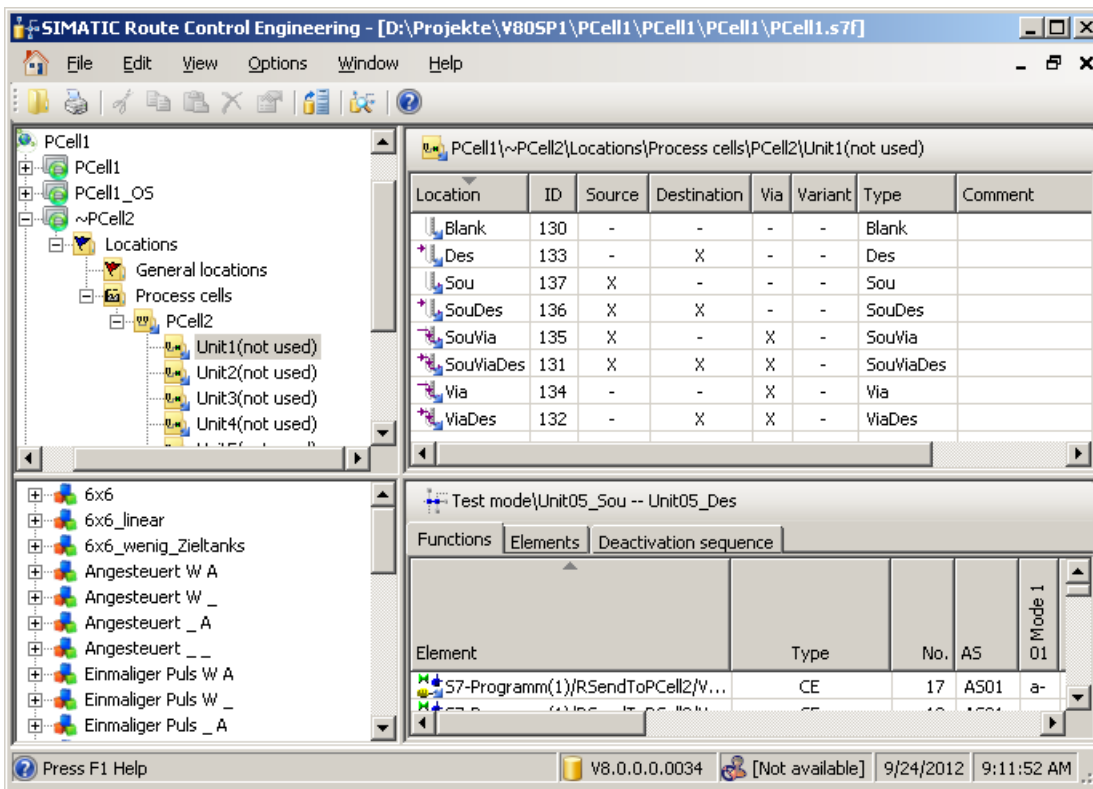 SIMATIC Route Control Engineering - [D:\Projekte\V80SP1\PCell1\PCell1\PCell1\PCell1.s7f]
File Edit View Options Window Help
PCell1
PCell1
PCell1_OS
~PCell2
Locations
General locations
Process cells
PCell2
Unit1(not used)
Unit2(not used)
Unit3(not used)
Unit4(not used)
PCell1\~PCell2\Locations\Process cells\PCell2\Unit1(not used)
Location ID Source Destination Via Variant Type Comment
Blank 130 - - - - Blank
Des 133 - X - - Des
Sou 137 X - - - Sou
SouDes 136 X X - - SouDes
SouVia 135 X - X - SouVia
SouViaDes 131 X X X - SouViaDes
Via 134 - - X - Via
ViaDes 132 - X X - ViaDes
6x6
6x6_linear
6x6_wenig_Zieltanks
Angesteuert W A
Angesteuert W _
Angesteuert _ A
Angesteuert _ _
Einmaliger Puls W A
Einmaliger Puls W _
Einmaliger Puls _ A
Test mode\Unit05_Sou -- Unit05_Des
Functions Elements Deactivation sequence
Element Type No. AS 01 Mode 1
S7-Programm(1)/RSendToPCell2/V... CE 17 AS01 a-
Press F1 Help V8.0.0.0.0034 [Not available] 9/24/2012 9:11:52 AM